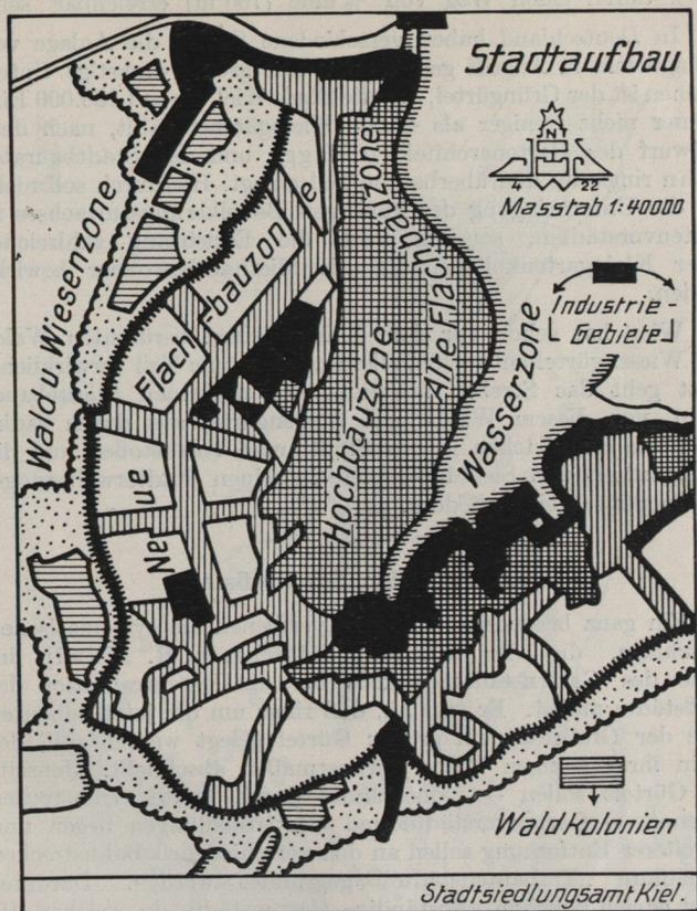 Stadtaufbau
N
4 22
Masstab 1:40000
Industrie
Gebiete
Wald u. Wiesenzone
Flach-bauzone
Hochbauzone
Alte Flachbauzone
Wasserzone
Waldkolonien
Stadtsiedlungsamt Kiel.